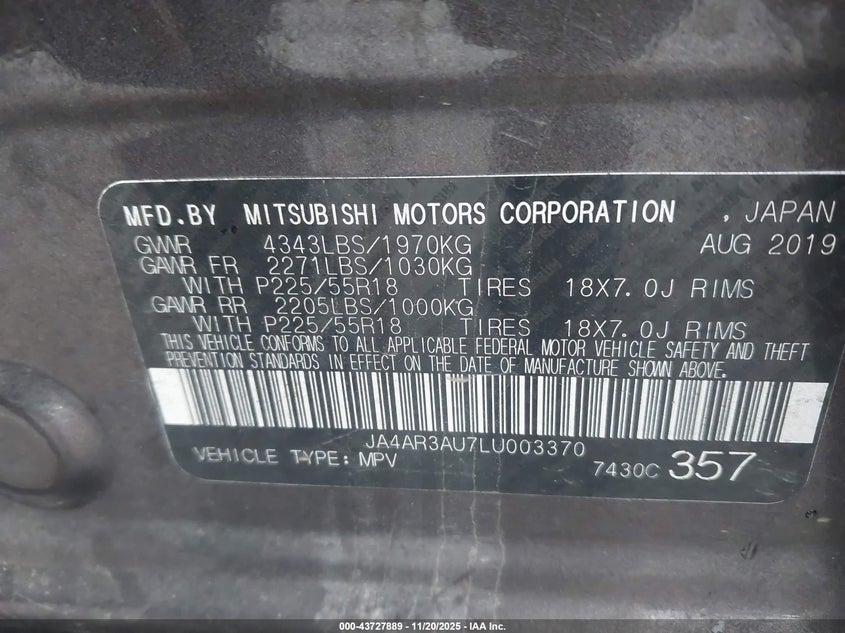 MFD.BY MITSUBISHI MOTORS CORPORATION , JAPAN
GWWR 4343LBS/1970KG AUG 2019
GAWR FR 2271LBS/1030KG
WITH P225/55R18 TIRES 18X7.0J RIMS
GAWR RR 2205LBS/1000KG
WITH P225/55R18 TIRES 18X7.0J RIMS
THIS VEHICLE CONFORMS TO ALL APPLICABLE FEDERAL MOTOR VEHICLE SAFETY AND THEFT
PREVENTION STANDARDS IN EFFECT ON THE DATE OF MANUFACTURE SHOWN ABOVE.
JA4AR3AU7LU003370
VEHICLE TYPE: MPV 7430C 357
000-43727889 - 11/20/2025 - IAA Inc.